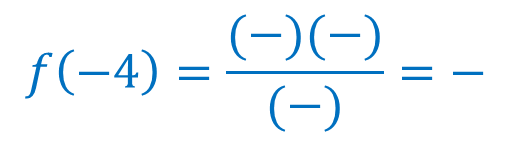 f(−4) = (−)(−)/(−) = −